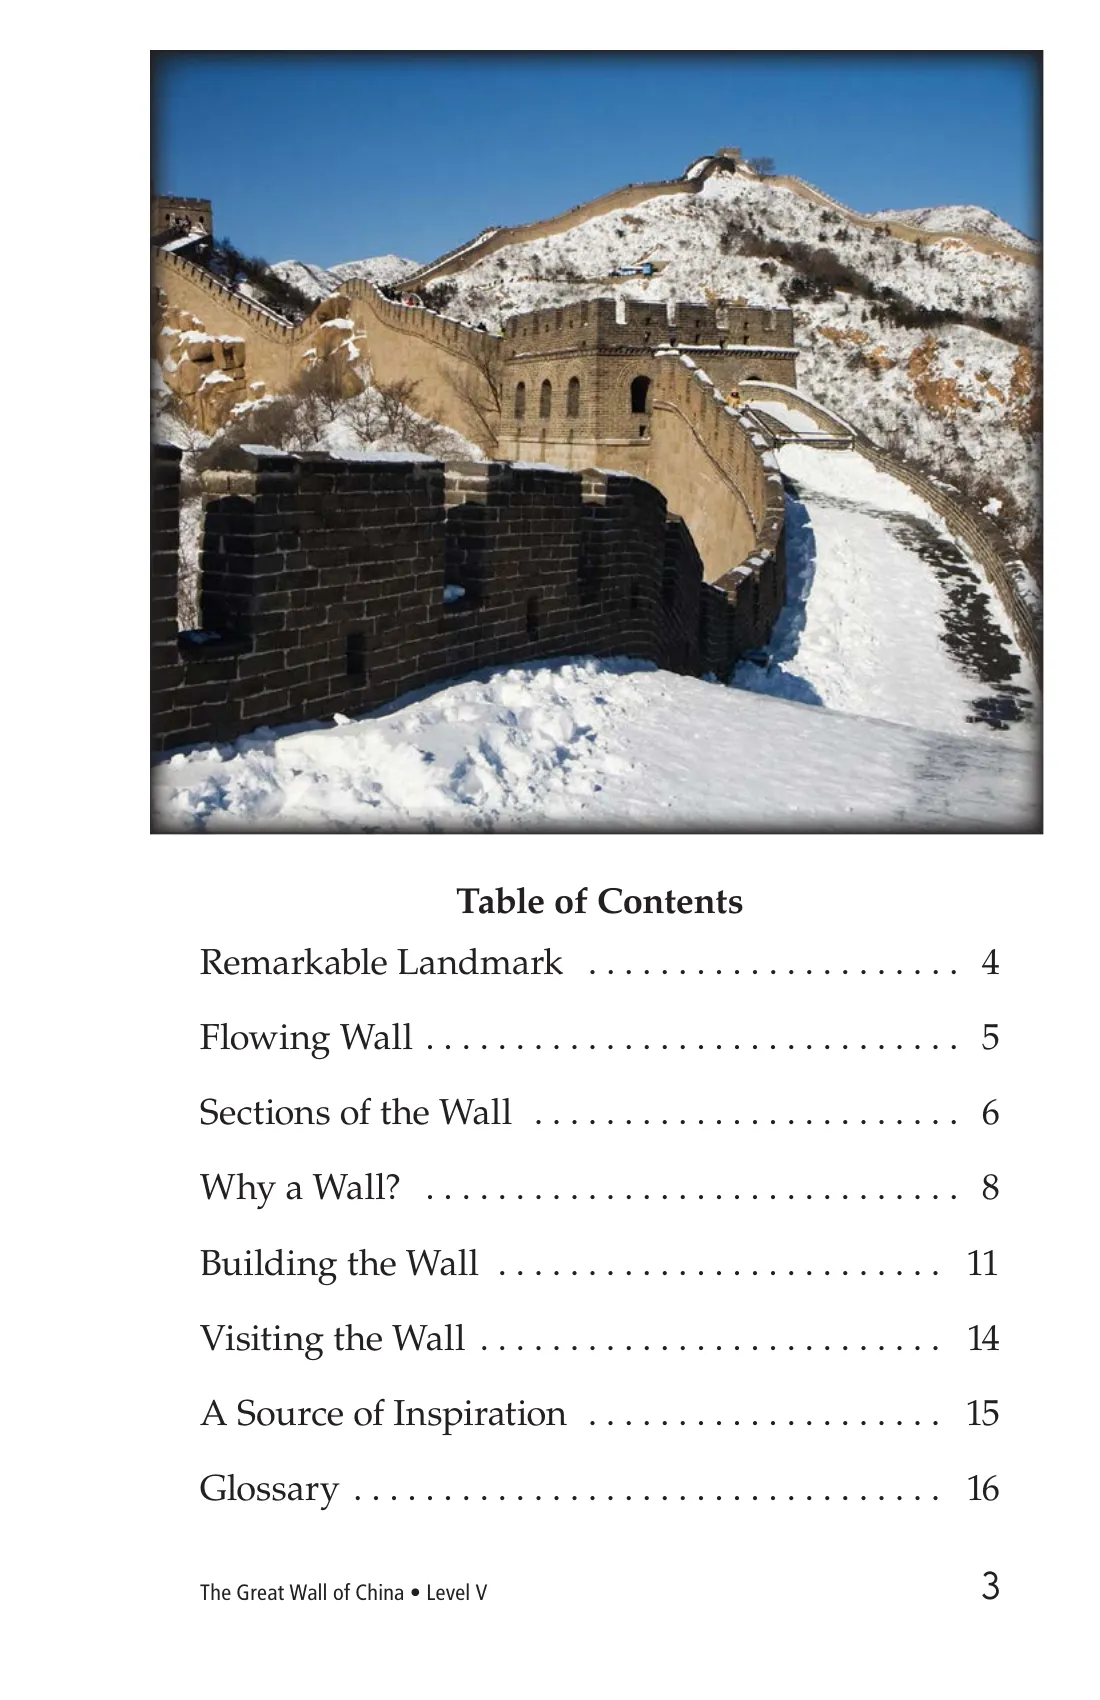 Table of Contents
Remarkable Landmark . . . . . . . . . . . . . . . . . . . . . 4
Flowing Wall . . . . . . . . . . . . . . . . . . . . . . . . . . . . . . 5
Sections of the Wall . . . . . . . . . . . . . . . . . . . . . . . . 6
Why a Wall? . . . . . . . . . . . . . . . . . . . . . . . . . . . . . . 8
Building the Wall . . . . . . . . . . . . . . . . . . . . . . . . . 11
Visiting the Wall . . . . . . . . . . . . . . . . . . . . . . . . . . 14
A Source of Inspiration . . . . . . . . . . . . . . . . . . . . 15
Glossary . . . . . . . . . . . . . . . . . . . . . . . . . . . . . . . . . 16
The Great Wall of China • Level V 3